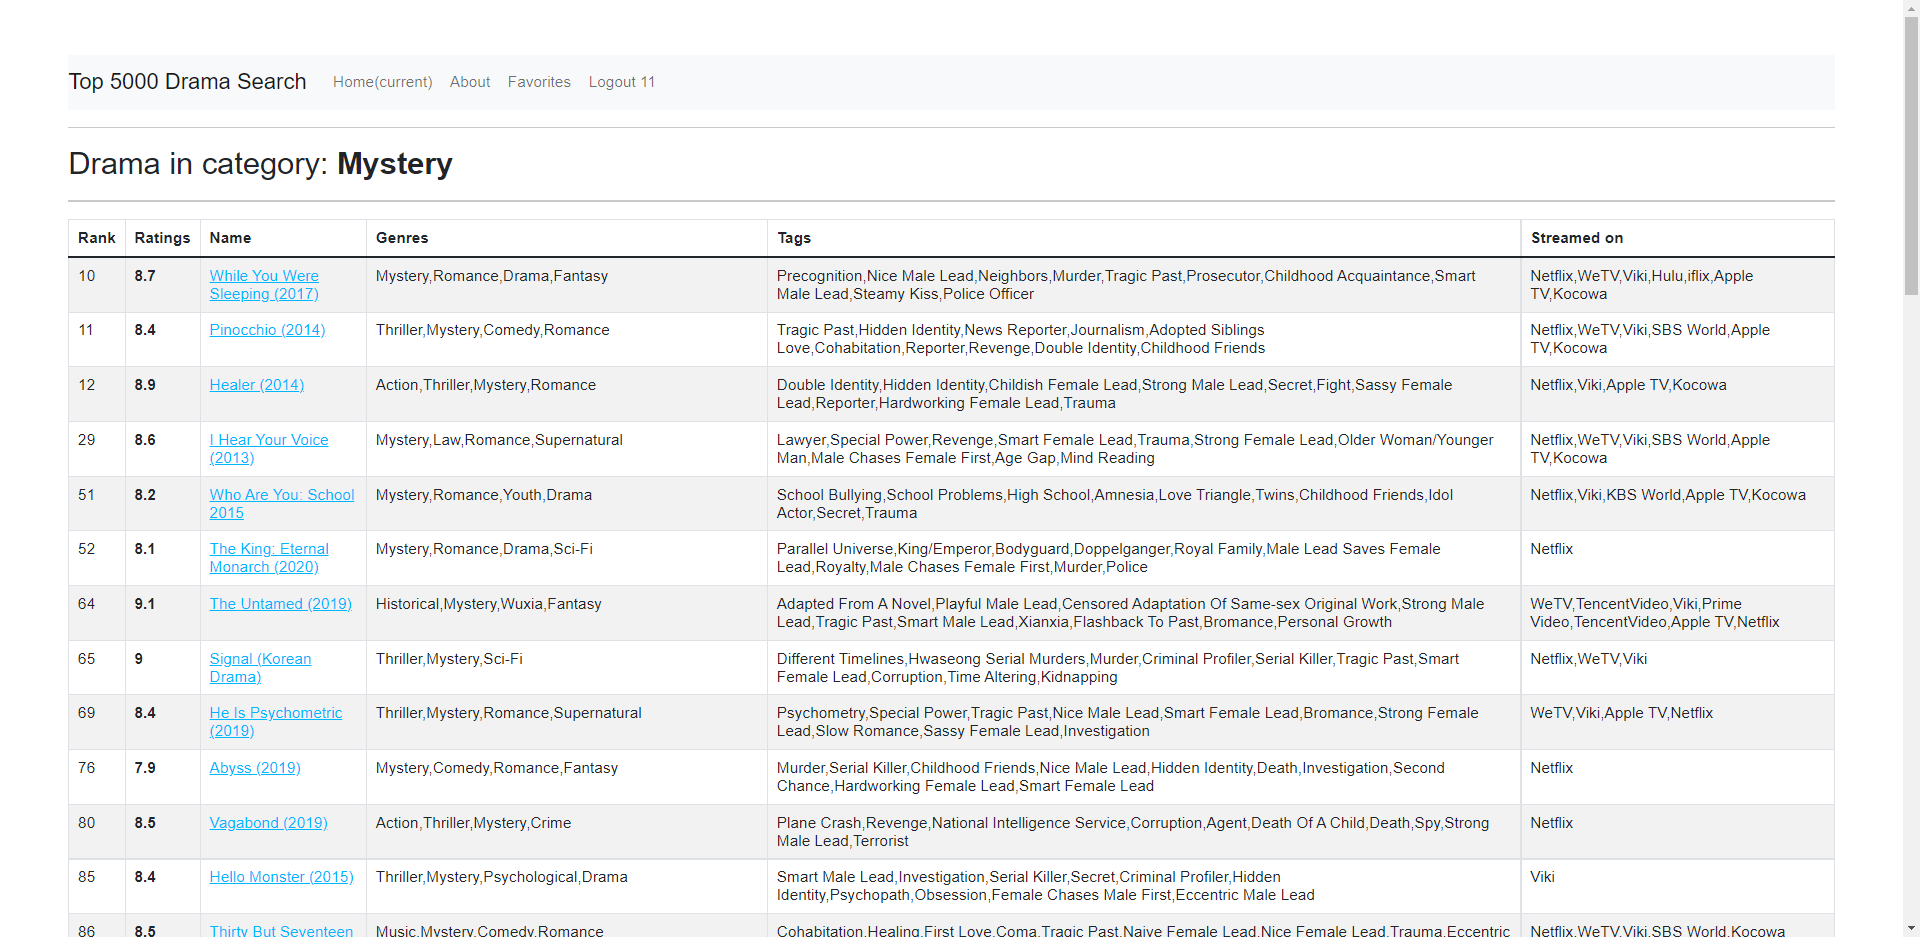 Top 5000 Drama Search Home(current) About Favorites Logout 11
Drama in category: Mystery
Rank Ratings Name Genres Tags Streamed on
10 8.7 While You Were Mystery,Romance,Drama,Fantasy Precognition,Nice Male Lead,Neighbors,Murder,Tragic Past,Prosecutor,Childhood Acquaintance,Smart Netflix,WeTV,Viki,Hulu,iflix,Apple
Sleeping (2017) Male Lead,Steamy Kiss,Police Officer TV,Kocowa
11 8.4 Pinocchio (2014) Thriller,Mystery,Comedy,Romance Tragic Past,Hidden Identity,News Reporter,Journalism,Adopted Siblings Netflix,WeTV,Viki,SBS World,Apple
Love,Cohabitation,Reporter,Revenge,Double Identity,Childhood Friends TV,Kocowa
12 8.9 Healer (2014) Action,Thriller,Mystery,Romance Double Identity,Hidden Identity,Childish Female Lead,Strong Male Lead,Secret,Fight,Sassy Female Netflix,Viki,Apple TV,Kocowa
Lead,Reporter,Hardworking Female Lead,Trauma
29 8.6 I Hear Your Voice Mystery,Law,Romance,Supernatural Lawyer,Special Power,Revenge,Smart Female Lead,Trauma,Strong Female Lead,Older Woman/Younger Netflix,WeTV,Viki,SBS World,Apple
(2013) Man,Male Chases Female First,Age Gap,Mind Reading TV,Kocowa
51 8.2 Who Are You: School Mystery,Romance,Youth,Drama School Bullying,School Problems,High School,Amnesia,Love Triangle,Twins,Childhood Friends,Idol Netflix,Viki,KBS World,Apple TV,Kocowa
2015 Actor,Secret,Trauma
52 8.1 The King: Eternal Mystery,Romance,Drama,Sci-Fi Parallel Universe,King/Emperor,Bodyguard,Doppelganger,Royal Family,Male Lead Saves Female Netflix
Monarch (2020) Lead,Royalty,Male Chases Female First,Murder,Police
64 9.1 The Untamed (2019) Historical,Mystery,Wuxia,Fantasy Adapted From A Novel,Playful Male Lead,Censored Adaptation Of Same-sex Original Work,Strong Male WeTV,TencentVideo,Viki,Prime
Lead,Tragic Past,Smart Male Lead,Xianxia,Flashback To Past,Bromance,Personal Growth Video,TencentVideo,Apple TV,Netflix
65 9 Signal (Korean Thriller,Mystery,Sci-Fi Different Timelines,Hwaseong Serial Murders,Murder,Criminal Profiler,Serial Killer,Tragic Past,Smart Netflix,WeTV,Viki
Drama) Female Lead,Corruption,Time Altering,Kidnapping
69 8.4 He Is Psychometric Thriller,Mystery,Romance,Supernatural Psychometry,Special Power,Tragic Past,Nice Male Lead,Smart Female Lead,Bromance,Strong Female WeTV,Viki,Apple TV,Netflix
(2019) Lead,Slow Romance,Sassy Female Lead,Investigation
76 7.9 Abyss (2019) Mystery,Comedy,Romance,Fantasy Murder,Serial Killer,Childhood Friends,Nice Male Lead,Hidden Identity,Death,Investigation,Second Netflix
Chance,Hardworking Female Lead,Smart Female Lead
80 8.5 Vagabond (2019) Action,Thriller,Mystery,Crime Plane Crash,Revenge,National Intelligence Service,Corruption,Agent,Death Of A Child,Death,Spy,Strong Netflix
Male Lead,Terrorist
85 8.4 Hello Monster (2015) Thriller,Mystery,Psychological,Drama Smart Male Lead,Investigation,Serial Killer,Secret,Criminal Profiler,Hidden Viki
Identity,Psychopath,Obsession,Female Chases Male First,Eccentric Male Lead
86 8.5 Thirty But Seventeen Music,Mystery,Comedy,Romance Cohabitation,Healing,First Love,Coma,Tragic Past,Naive Female Lead,Nice Female Lead,Trauma,Eccentric Netflix,WeTV,Viki,SBS World,Kocowa